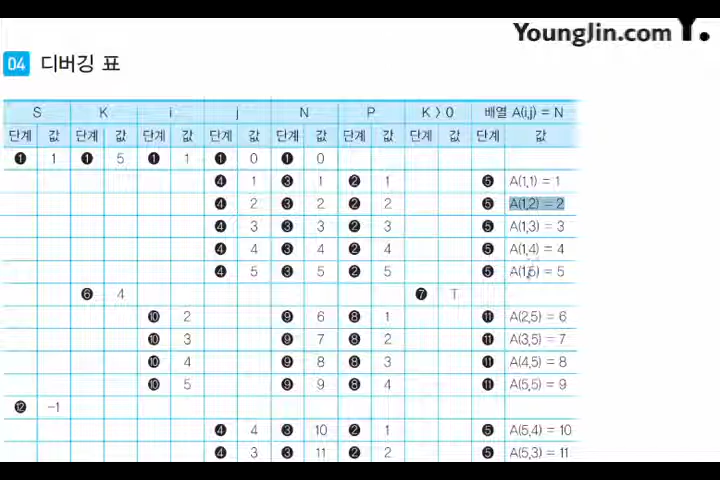 YoungJin.com Y.
04 디버깅 표
S K i j N P K > 0 배열 A(i,j) = N
단계 값 단계 값 단계 값 단계 값 단계 값 단계 값 단계 값 단계 값
❶ 1 ❶ 5 ❶ 1 ❶ 0 ❶ 0
❹ 1 ❸ 1 ❷ 1 ❺ A(1,1) = 1
❹ 2 ❸ 2 ❷ 2 ❺ A(1,2) = 2
❹ 3 ❸ 3 ❷ 3 ❺ A(1,3) = 3
❹ 4 ❸ 4 ❷ 4 ❺ A(1,4) = 4
❹ 5 ❸ 5 ❷ 5 ❺ A(1,5) = 5
❻ 4 ❼ T
❿ 2 ❾ 6 ❽ 1 ⓫ A(2,5) = 6
❿ 3 ❾ 7 ❽ 2 ⓫ A(3,5) = 7
❿ 4 ❾ 8 ❽ 3 ⓫ A(4,5) = 8
❿ 5 ❾ 9 ❽ 4 ⓫ A(5,5) = 9
⓬ -1
❹ 4 ❸ 10 ❷ 1 ❺ A(5,4) = 10
❹ 3 ❸ 11 ❷ 2 ❺ A(5,3) = 11